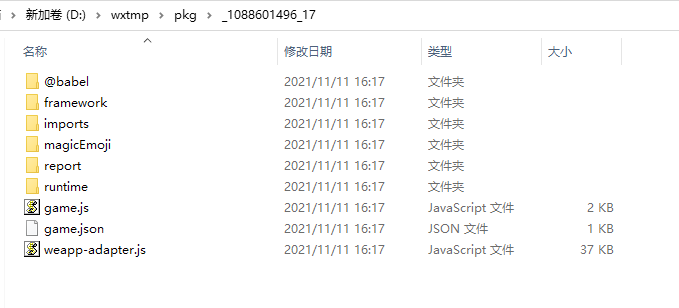 新加卷 (D:) › wxtmp › pkg › _1088601496_17
名称 修改日期 类型 大小
@babel 2021/11/11 16:17 文件夹
framework 2021/11/11 16:17 文件夹
imports 2021/11/11 16:17 文件夹
magicEmoji 2021/11/11 16:17 文件夹
report 2021/11/11 16:17 文件夹
runtime 2021/11/11 16:17 文件夹
game.js 2021/11/11 16:17 JavaScript 文件 2 KB
game.json 2021/11/11 16:17 JSON 文件 1 KB
weapp-adapter.js 2021/11/11 16:17 JavaScript 文件 37 KB